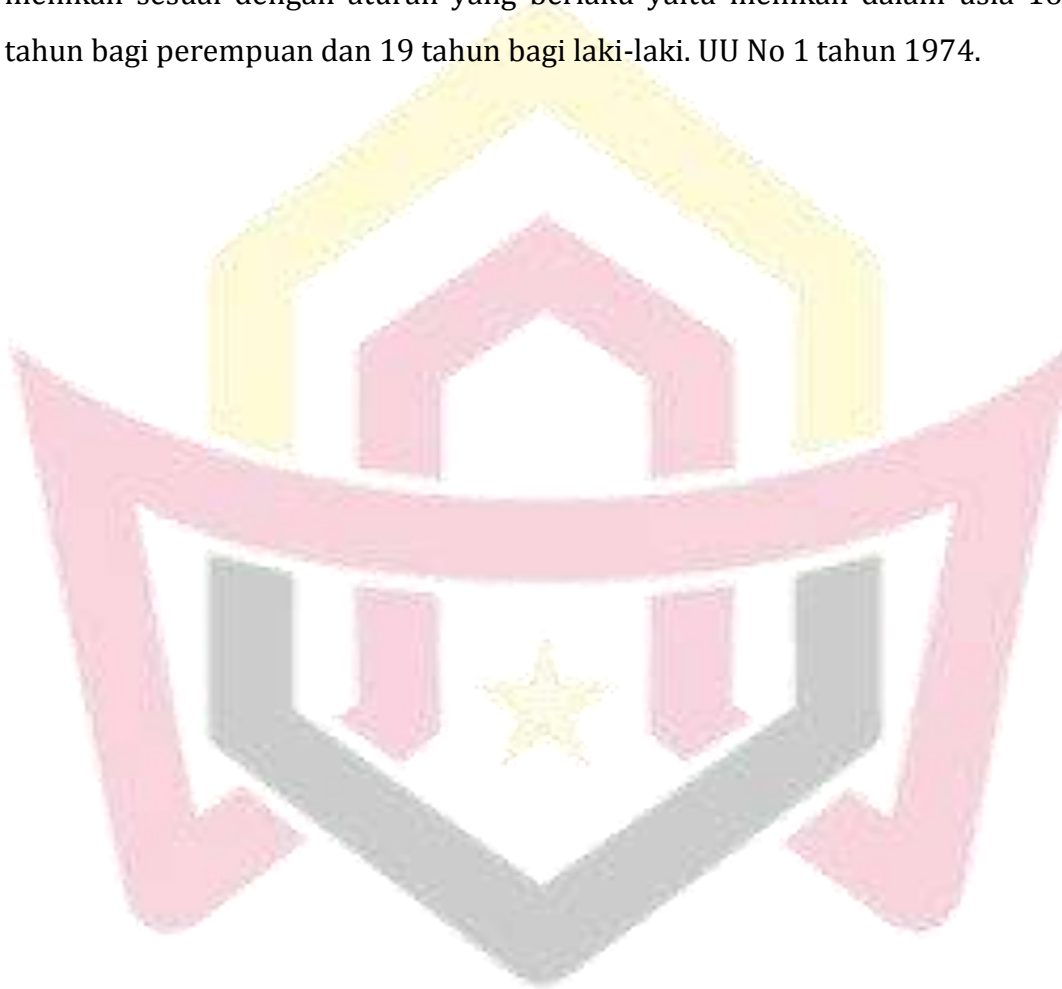 menikah sesuai dengan aturan yang berlaku yaitu menikah dalam usia 16
tahun bagi perempuan dan 19 tahun bagi laki-laki. UU No 1 tahun 1974.